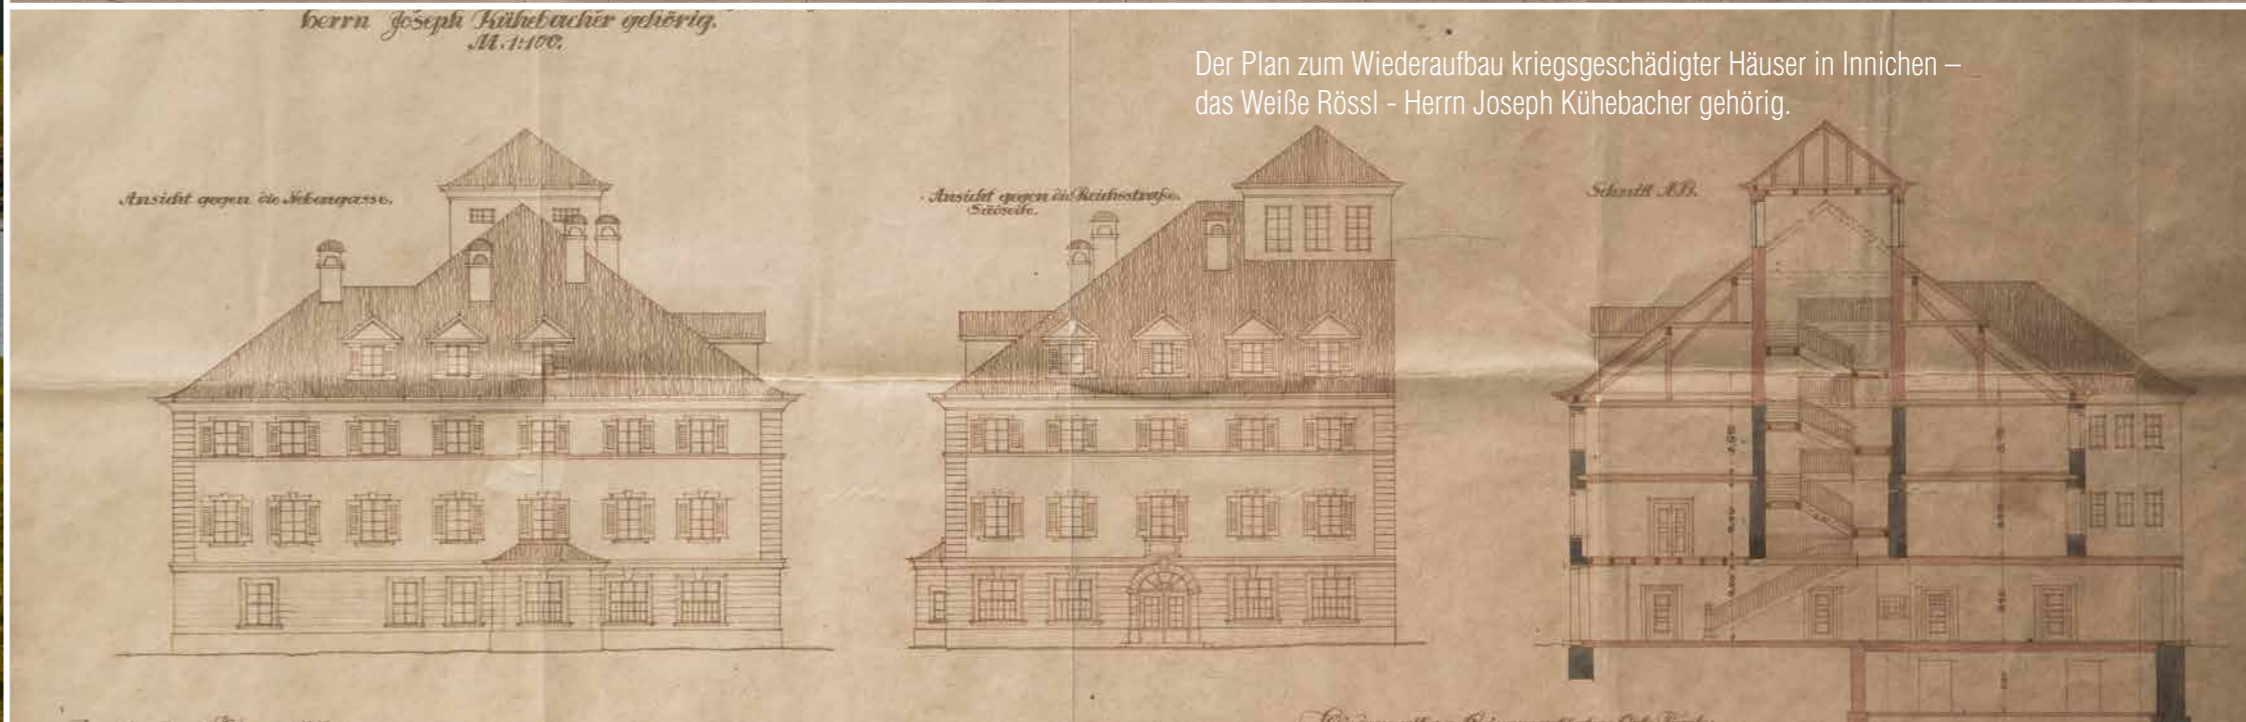 Herrn Joseph Kühebacher gehörig.
M. 1:100.
Der Plan zum Wiederaufbau kriegsgeschädigter Häuser in Innichen –
das Weiße Rössl - Herrn Joseph Kühebacher gehörig.
Ansicht gegen die Nebengasse.
Ansicht gegen die Reichsstraße.
Südseite.
Schnitt A.B.